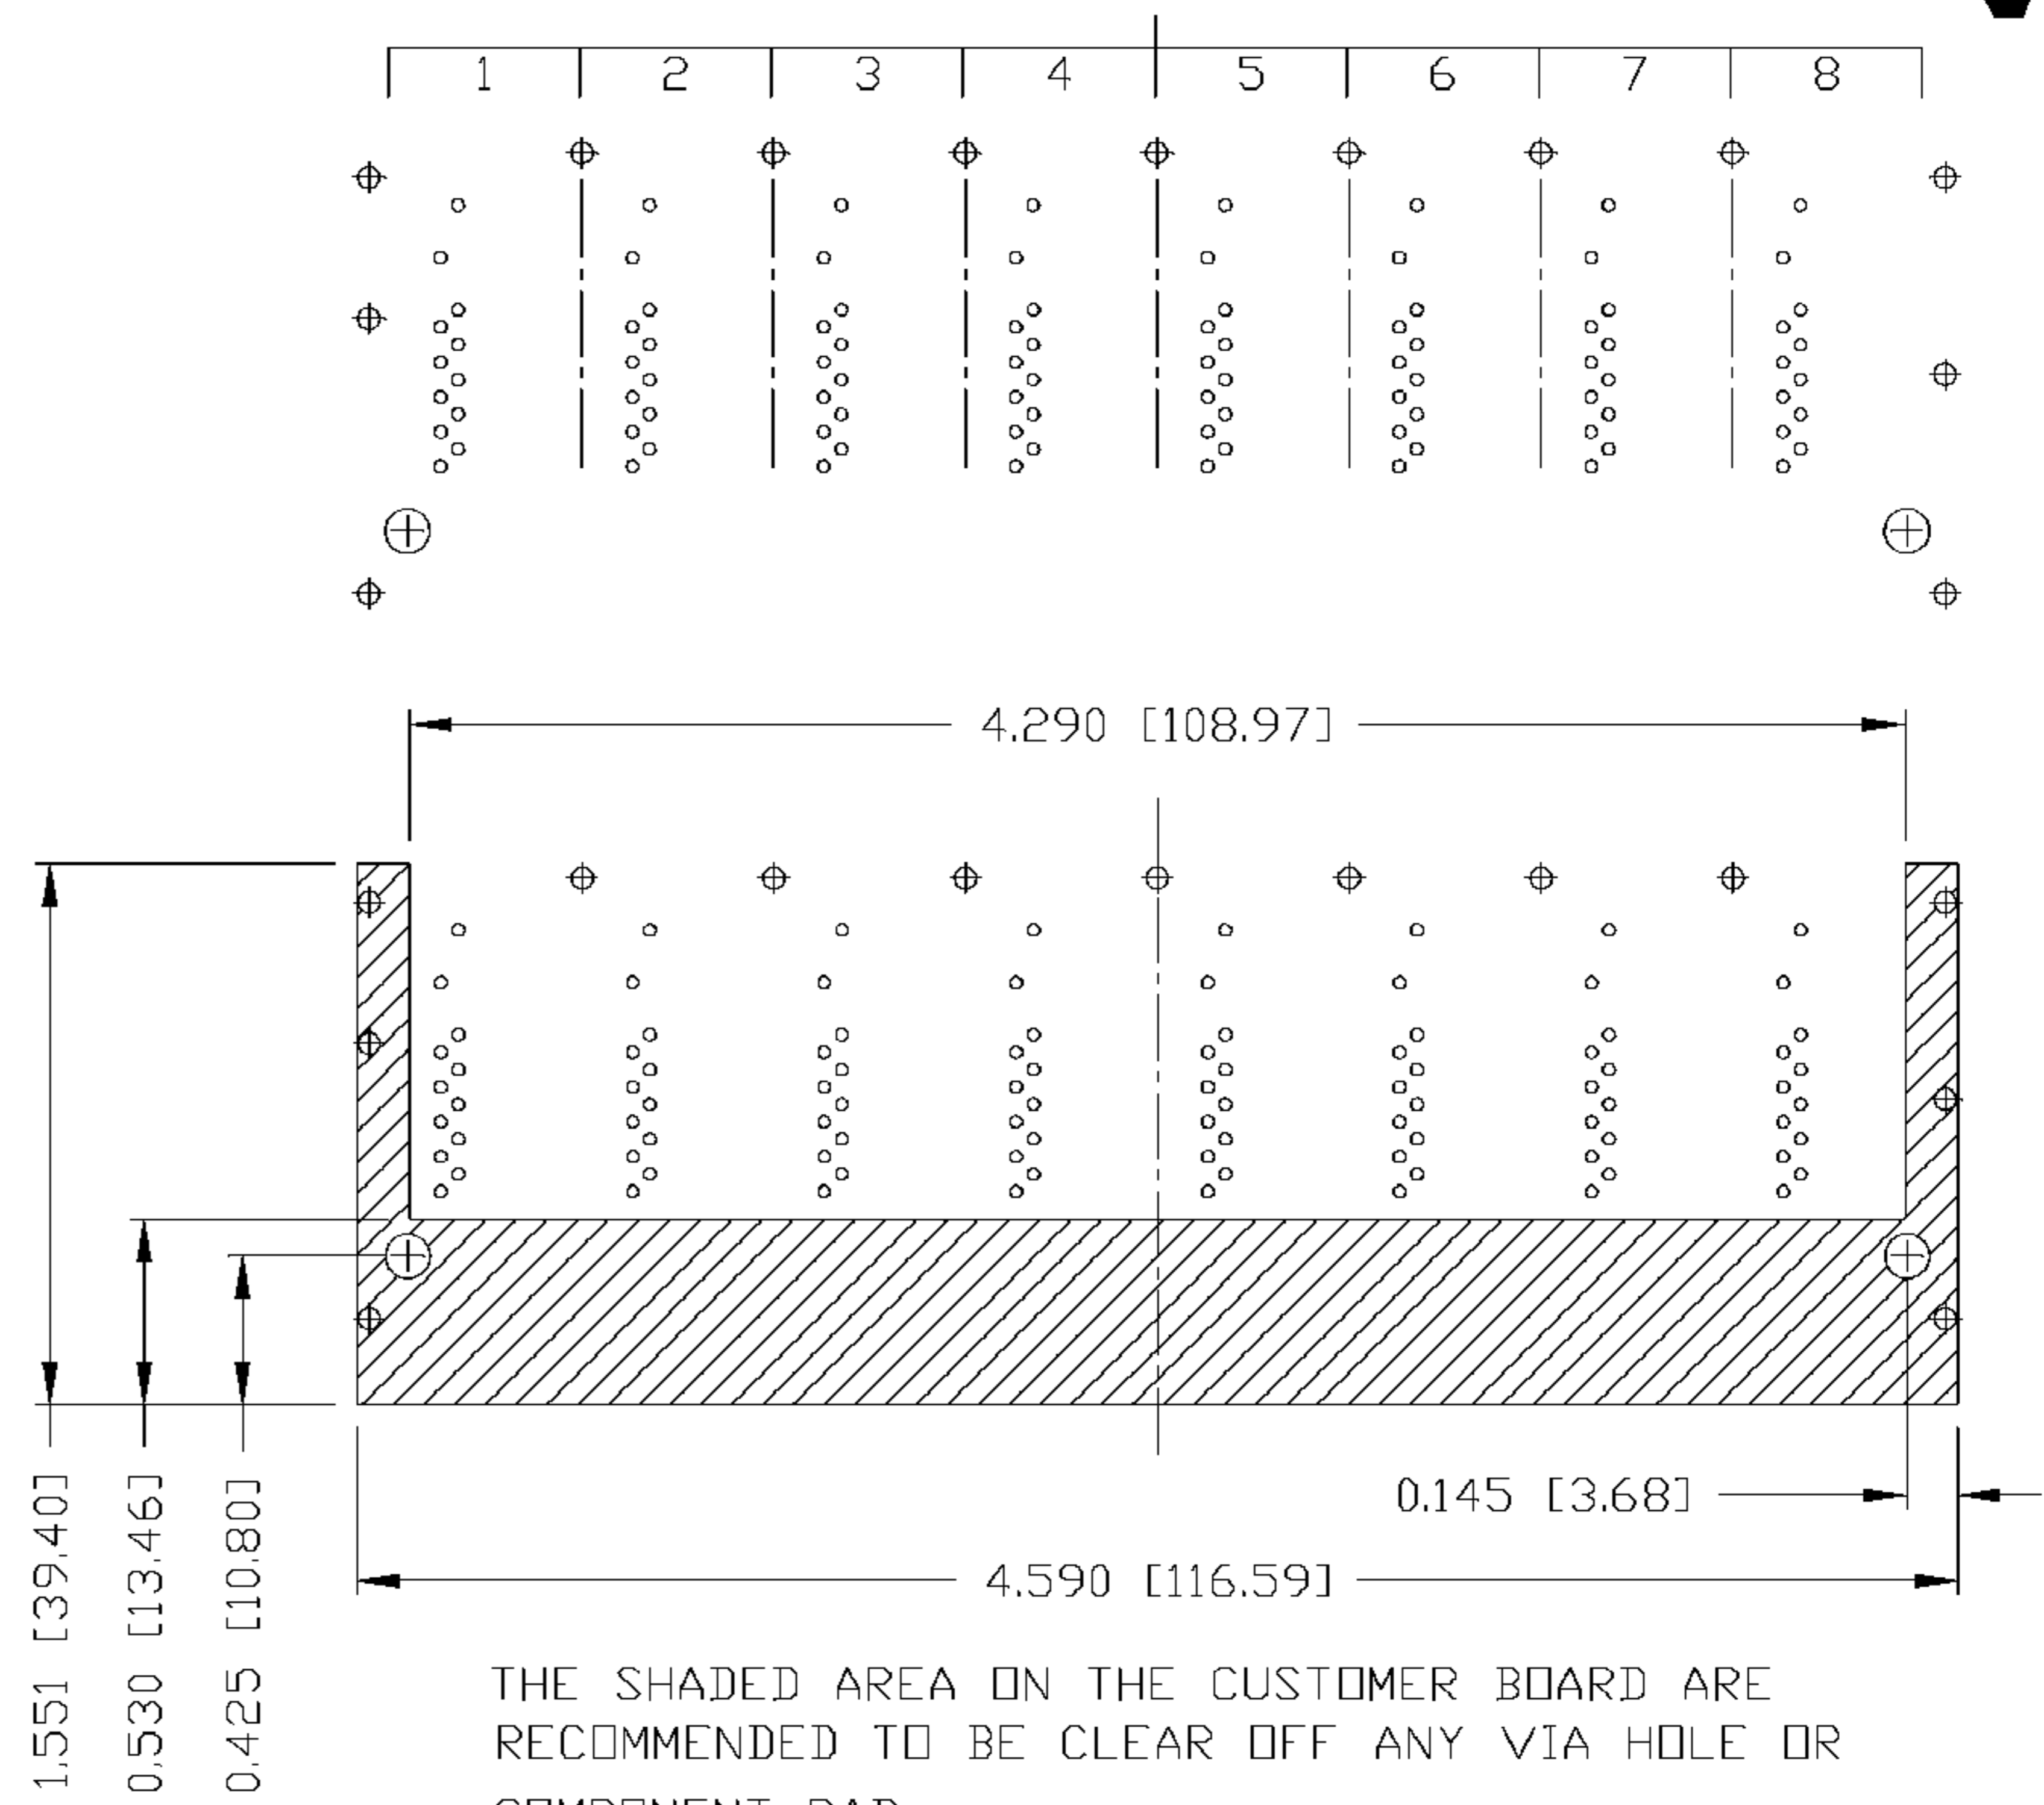 1 2 3 4 5 6 7 8
4.290 [108.97]
1.551 [39.40]
0.530 [13.46]
0.425 [10.80]
0.145 [3.68]
4.590 [116.59]
THE SHADED AREA ON THE CUSTOMER BOARD ARE
RECOMMENDED TO BE CLEAR OFF ANY VIA HOLE OR